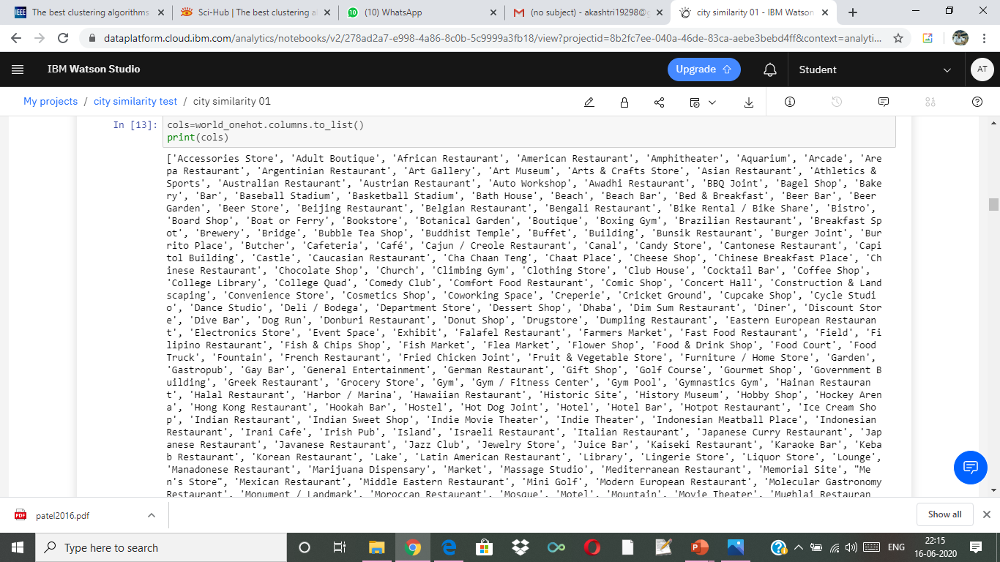 The best clustering algorithms
Sci-Hub | The best clustering a
(10) WhatsApp
(no subject) - akashtri19298@g
city similarity 01 - IBM Watson
dataplatform.cloud.ibm.com/analytics/notebooks/v2/278ad2a7-e998-4a86-8c0b-5c9999a3fb18/view?projectid=8b2fc7ee-040a-46de-83ca-aebe3bebd4ff&context=analyti...
IBM Watson Studio
Upgrade
Student
AT
My projects / city similarity test / city similarity 01
In [13]: cols=world_onehot.columns.to_list()
print(cols)
['Accessories Store', 'Adult Boutique', 'African Restaurant', 'American Restaurant', 'Amphitheater', 'Aquarium', 'Arcade', 'Are
pa Restaurant', 'Argentinian Restaurant', 'Art Gallery', 'Art Museum', 'Arts & Crafts Store', 'Asian Restaurant', 'Athletics &
Sports', 'Australian Restaurant', 'Austrian Restaurant', 'Auto Workshop', 'Awadhi Restaurant', 'BBQ Joint', 'Bagel Shop', 'Bake
ry', 'Bar', 'Baseball Stadium', 'Basketball Stadium', 'Bath House', 'Beach', 'Beach Bar', 'Bed & Breakfast', 'Beer Bar', 'Beer
Garden', 'Beer Store', 'Beijing Restaurant', 'Belgian Restaurant', 'Bengali Restaurant', 'Bike Rental / Bike Share', 'Bistro',
'Board Shop', 'Boat or Ferry', 'Bookstore', 'Botanical Garden', 'Boutique', 'Boxing Gym', 'Brazilian Restaurant', 'Breakfast Sp
ot', 'Brewery', 'Bridge', 'Bubble Tea Shop', 'Buddhist Temple', 'Buffet', 'Building', 'Bunsik Restaurant', 'Burger Joint', 'Bur
rito Place', 'Butcher', 'Cafeteria', 'Café', 'Cajun / Creole Restaurant', 'Canal', 'Candy Store', 'Cantonese Restaurant', 'Capi
tol Building', 'Castle', 'Caucasian Restaurant', 'Cha Chaan Teng', 'Chaat Place', 'Cheese Shop', 'Chinese Breakfast Place', 'Ch
inese Restaurant', 'Chocolate Shop', 'Church', 'Climbing Gym', 'Clothing Store', 'Club House', 'Cocktail Bar', 'Coffee Shop',
'College Library', 'College Quad', 'Comedy Club', 'Comfort Food Restaurant', 'Comic Shop', 'Concert Hall', 'Construction & Land
scaping', 'Convenience Store', 'Cosmetics Shop', 'Coworking Space', 'Creperie', 'Cricket Ground', 'Cupcake Shop', 'Cycle Studi
o', 'Dance Studio', 'Deli / Bodega', 'Department Store', 'Dessert Shop', 'Dhaba', 'Dim Sum Restaurant', 'Diner', 'Discount Stor
e', 'Dive Bar', 'Dog Run', 'Donburi Restaurant', 'Donut Shop', 'Drugstore', 'Dumpling Restaurant', 'Eastern European Restauran
t', 'Electronics Store', 'Event Space', 'Exhibit', 'Falafel Restaurant', 'Farmers Market', 'Fast Food Restaurant', 'Field', 'Fi
lipino Restaurant', 'Fish & Chips Shop', 'Fish Market', 'Flea Market', 'Flower Shop', 'Food & Drink Shop', 'Food Court', 'Food
Truck', 'Fountain', 'French Restaurant', 'Fried Chicken Joint', 'Fruit & Vegetable Store', 'Furniture / Home Store', 'Garden',
'Gastropub', 'Gay Bar', 'General Entertainment', 'German Restaurant', 'Gift Shop', 'Golf Course', 'Gourmet Shop', 'Government B
uilding', 'Greek Restaurant', 'Grocery Store', 'Gym', 'Gym / Fitness Center', 'Gym Pool', 'Gymnastics Gym', 'Hainan Restauran
t', 'Halal Restaurant', 'Harbor / Marina', 'Hawaiian Restaurant', 'Historic Site', 'History Museum', 'Hobby Shop', 'Hockey Aren
a', 'Hong Kong Restaurant', 'Hookah Bar', 'Hostel', 'Hot Dog Joint', 'Hotel', 'Hotel Bar', 'Hotpot Restaurant', 'Ice Cream Sho
p', 'Indian Restaurant', 'Indian Sweet Shop', 'Indie Movie Theater', 'Indie Theater', 'Indonesian Meatball Place', 'Indonesian
Restaurant', 'Irani Cafe', 'Irish Pub', 'Island', 'Israeli Restaurant', 'Italian Restaurant', 'Japanese Curry Restaurant', 'Jap
anese Restaurant', 'Javanese Restaurant', 'Jazz Club', 'Jewelry Store', 'Juice Bar', 'Kaiseki Restaurant', 'Karaoke Bar', 'Keba
b Restaurant', 'Korean Restaurant', 'Lake', 'Latin American Restaurant', 'Library', 'Lingerie Store', 'Liquor Store', 'Lounge',
'Manadonese Restaurant', 'Marijuana Dispensary', 'Market', 'Massage Studio', 'Mediterranean Restaurant', 'Memorial Site', "Me
n's Store", 'Mexican Restaurant', 'Middle Eastern Restaurant', 'Mini Golf', 'Modern European Restaurant', 'Molecular Gastronomy
Restaurant', 'Monument / Landmark', 'Moroccan Restaurant', 'Mosque', 'Motel', 'Mountain', 'Movie Theater', 'Mughlai Restauran
patel2016.pdf
Show all
Type here to search
ENG
22:15
16-06-2020